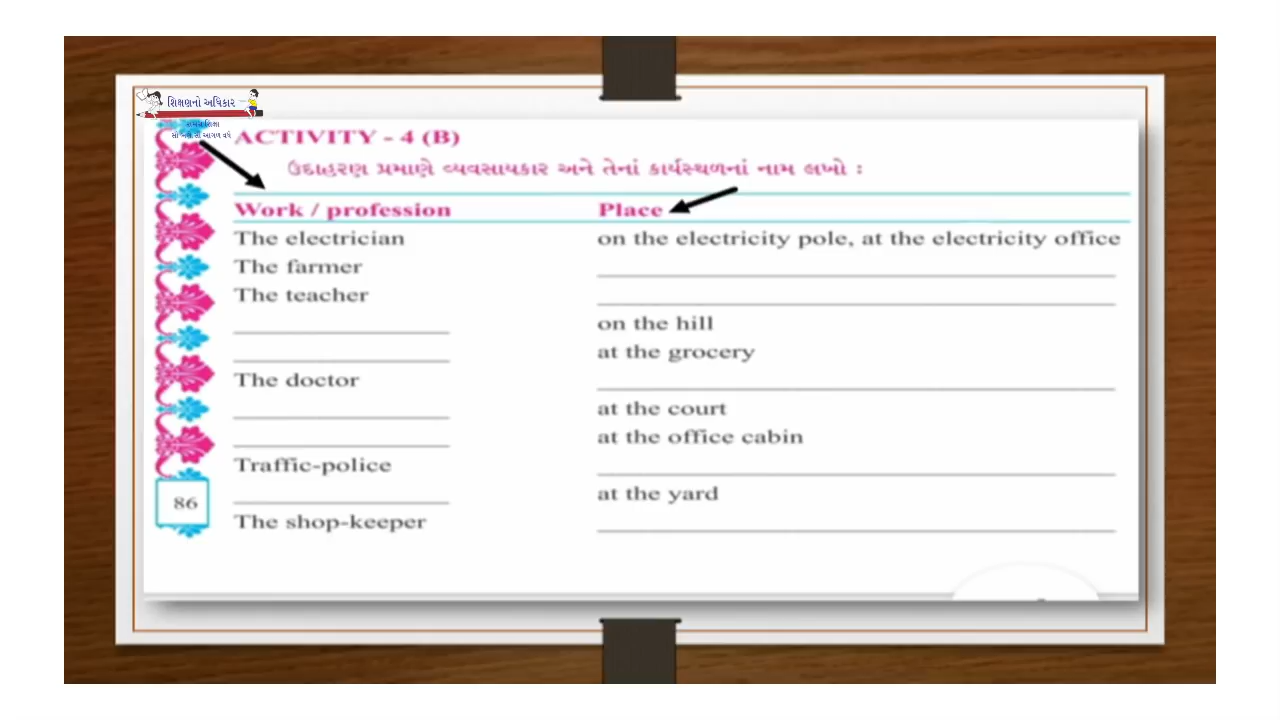 શિક્ષણનો અધિકાર
ACTIVITY - 4 (B)
ઉદાહરણ પ્રમાણે વ્યવસાયકાર અને તેનાં કાર્યસ્થળનાં નામ લખો :
Work / profession Place
The electrician on the electricity pole, at the electricity office
The farmer
The teacher
on the hill
at the grocery
The doctor
at the court
at the office cabin
Traffic-police
at the yard
86
The shop-keeper